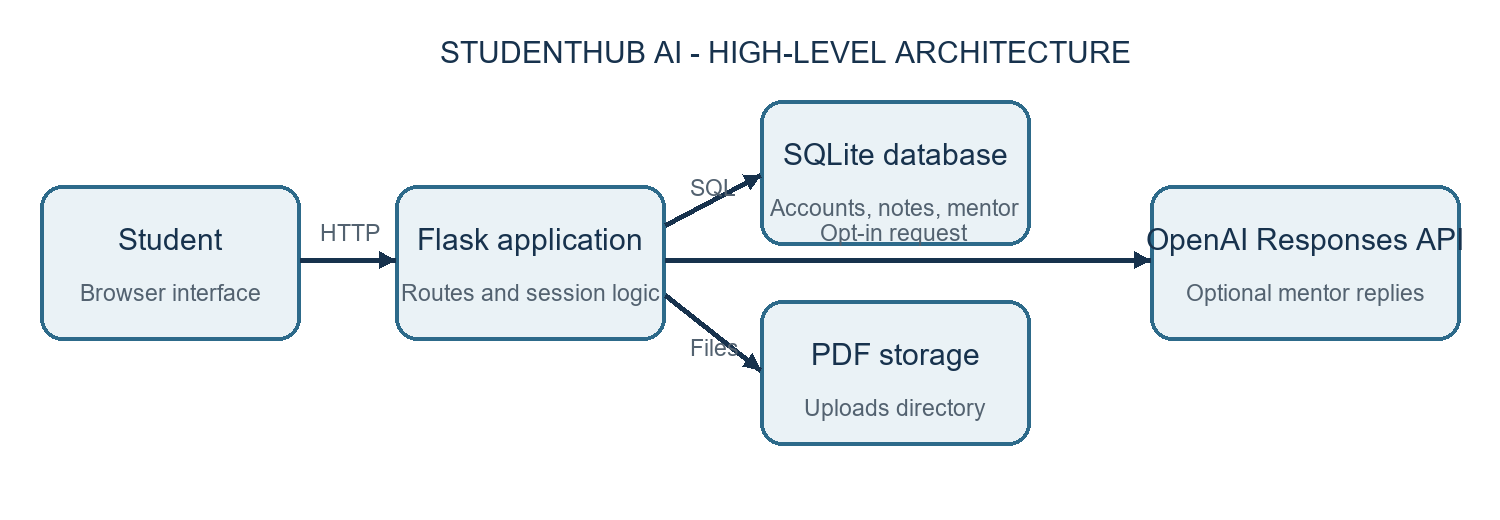 STUDENTHUB AI - HIGH-LEVEL ARCHITECTURE
Student
Browser interface
HTTP
Flask application
Routes and session logic
SQL
SQLite database
Accounts, notes, mentor
Opt-in request
Files
PDF storage
Uploads directory
OpenAI Responses API
Optional mentor replies